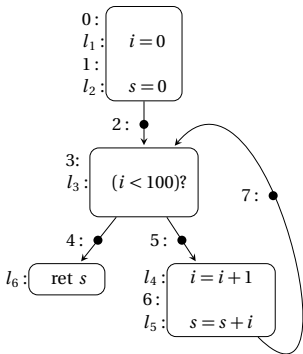 0:
l₁: i = 0
1:
l₂: s = 0
2:
3:
l₃: (i < 100)?
7:
4: 5:
l₆: ret s
l₄: i = i + 1
6:
l₅: s = s + i